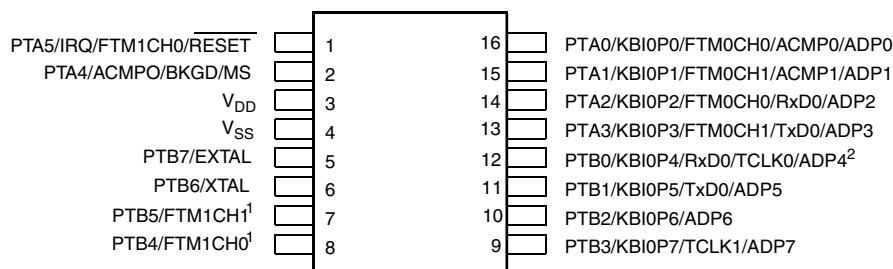 PTA5/IRQ/FTM1CH0/RESET 1 16 PTA0/KBI0P0/FTM0CH0/ACMP0/ADP0
PTA4/ACMPO/BKGD/MS 2 15 PTA1/KBI0P1/FTM0CH1/ACMP1/ADP1
VDD 3 14 PTA2/KBI0P2/FTM0CH0/RxD0/ADP2
VSS 4 13 PTA3/KBI0P3/FTM0CH1/TxD0/ADP3
PTB7/EXTAL 5 12 PTB0/KBI0P4/RxD0/TCLK0/ADP4²
PTB6/XTAL 6 11 PTB1/KBI0P5/TxD0/ADP5
PTB5/FTM1CH1¹ 7 10 PTB2/KBI0P6/ADP6
PTB4/FTM1CH0¹ 8 9 PTB3/KBI0P7/TCLK1/ADP7